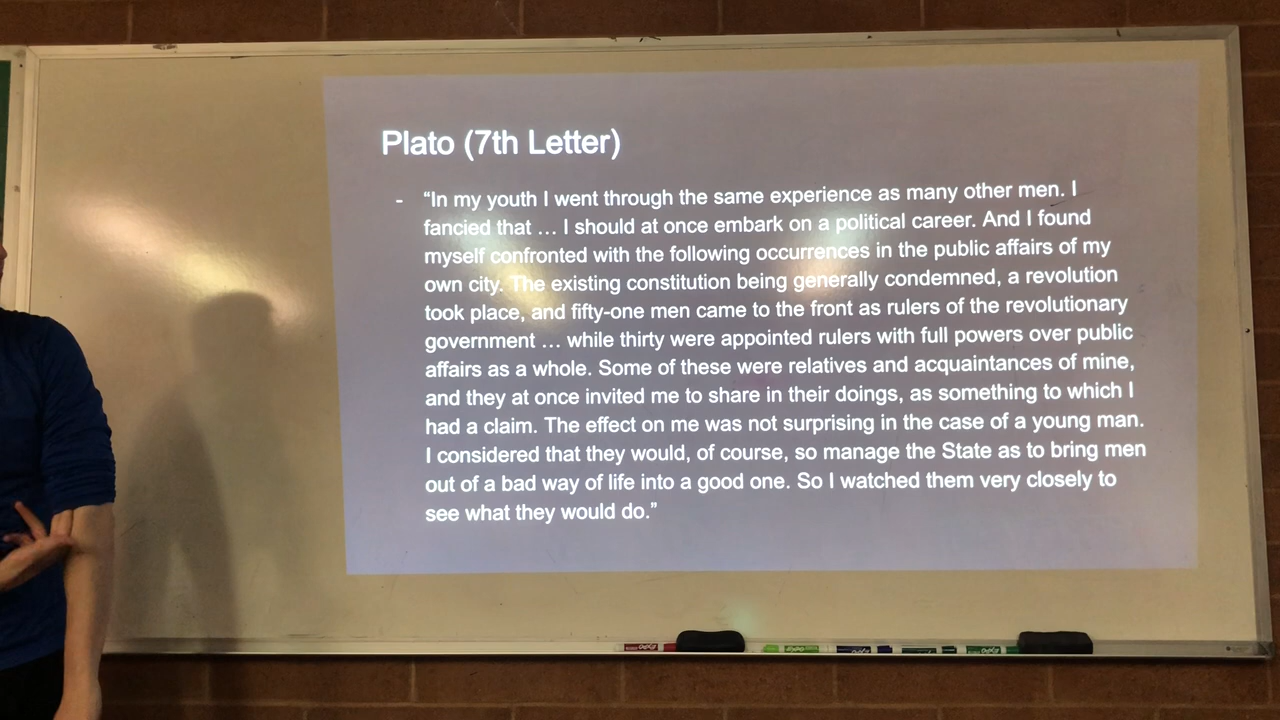 Plato (7th Letter)
- “In my youth I went through the same experience as many other men. I
fancied that … I should at once embark on a political career. And I found
myself confronted with the following occurrences in the public affairs of my
own city. The existing constitution being generally condemned, a revolution
took place, and fifty-one men came to the front as rulers of the revolutionary
government … while thirty were appointed rulers with full powers over public
affairs as a whole. Some of these were relatives and acquaintances of mine,
and they at once invited me to share in their doings, as something to which I
had a claim. The effect on me was not surprising in the case of a young man.
I considered that they would, of course, so manage the State as to bring men
out of a bad way of life into a good one. So I watched them very closely to
see what they would do.”
EXPO